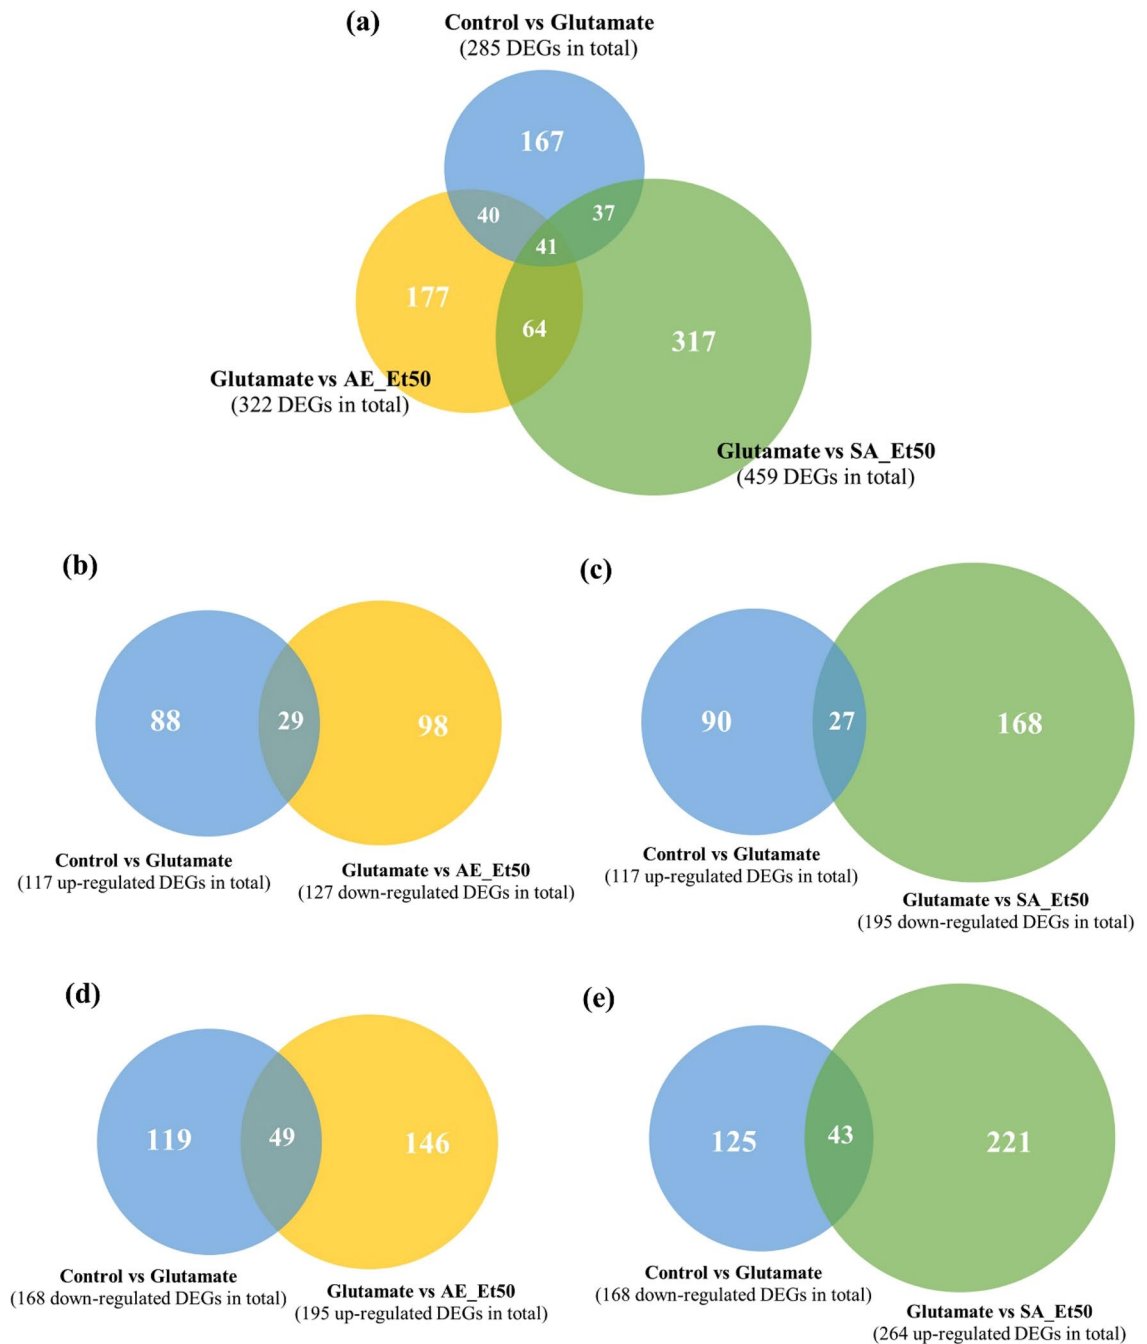 (a)
Control vs Glutamate
(285 DEGs in total)
167
40
37
41
177
64
317
Glutamate vs AE_Et50
(322 DEGs in total)
Glutamate vs SA_Et50
(459 DEGs in total)
(b)
88
29
98
Control vs Glutamate
(117 up-regulated DEGs in total)
Glutamate vs AE_Et50
(127 down-regulated DEGs in total)
(c)
90
27
168
Control vs Glutamate
(117 up-regulated DEGs in total)
Glutamate vs SA_Et50
(195 down-regulated DEGs in total)
(d)
119
49
146
Control vs Glutamate
(168 down-regulated DEGs in total)
Glutamate vs AE_Et50
(195 up-regulated DEGs in total)
(e)
125
43
221
Control vs Glutamate
(168 down-regulated DEGs in total)
Glutamate vs SA_Et50
(264 up-regulated DEGs in total)